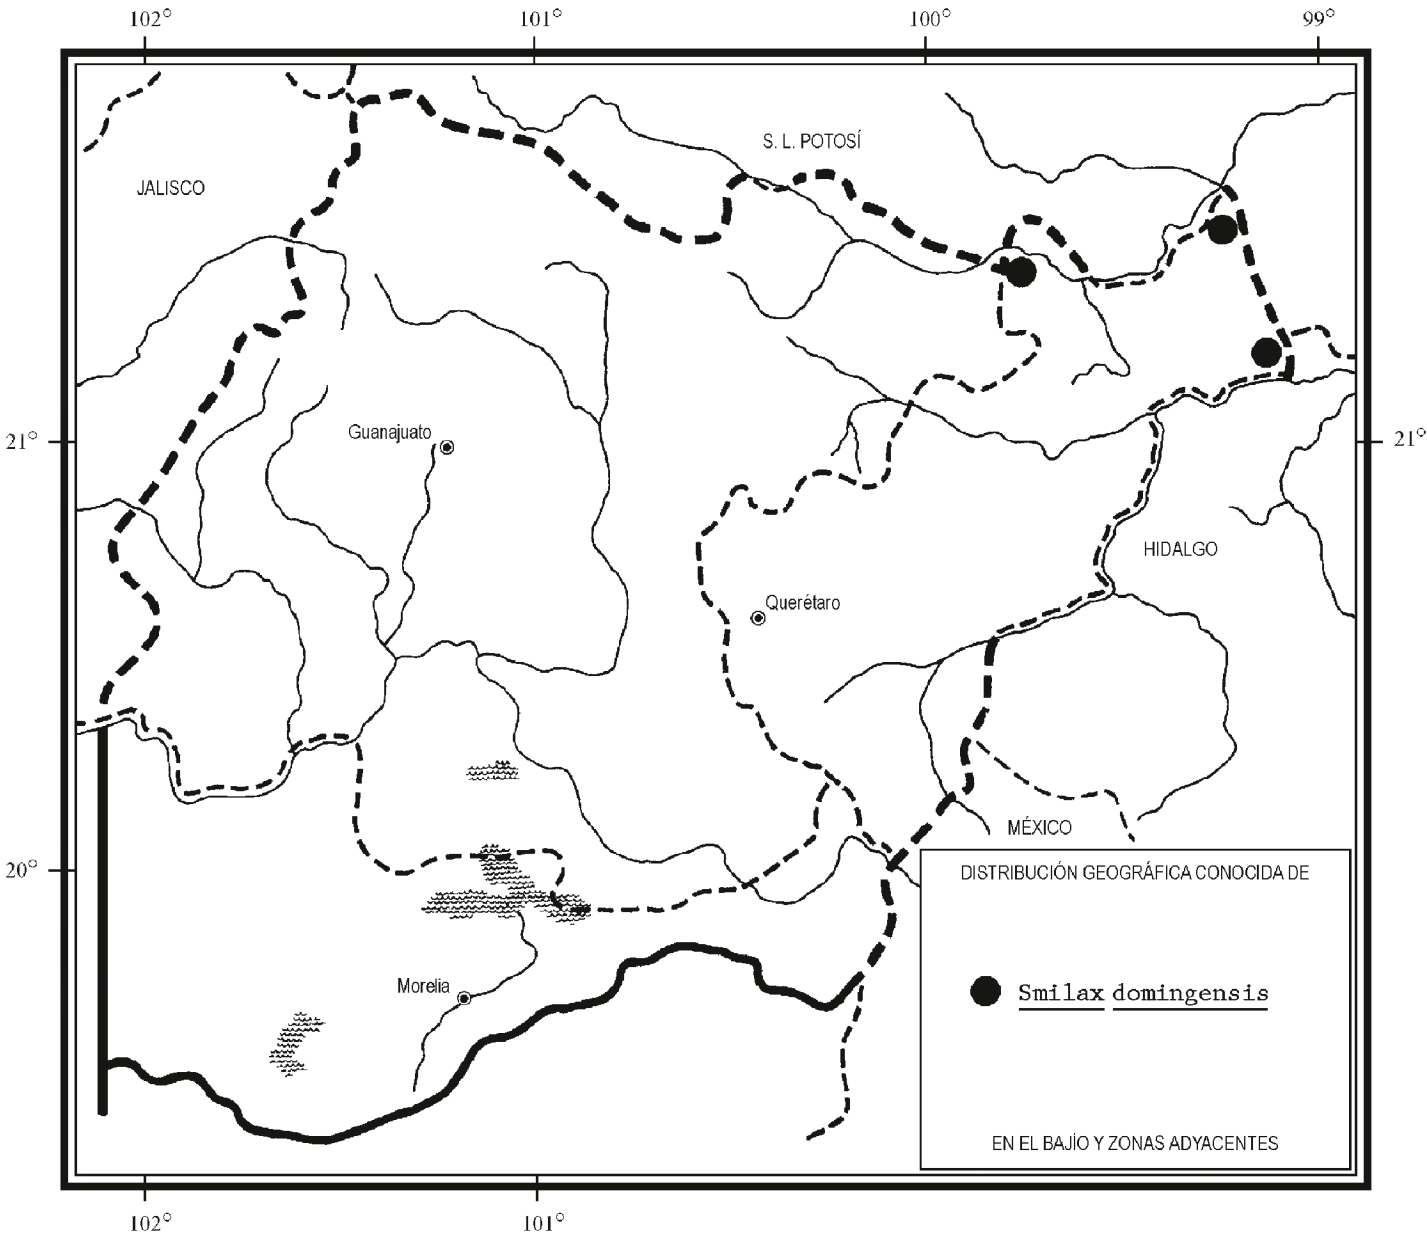 102° 101° 100° 99°
S. L. POTOSÍ
JALISCO
Guanajuato
21° 21°
HIDALGO
Querétaro
MÉXICO
20°
DISTRIBUCIÓN GEOGRÁFICA CONOCIDA DE
Morelia
Smilax domingensis
EN EL BAJÍO Y ZONAS ADYACENTES
102° 101°